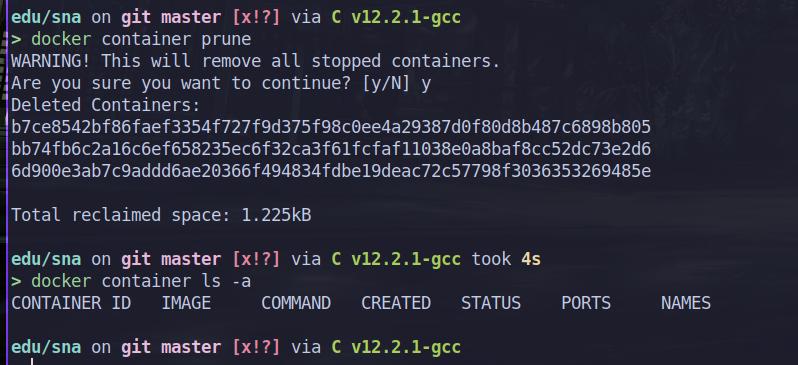 edu/sna on git master [x!?] via C v12.2.1-gcc
> docker container prune
WARNING! This will remove all stopped containers.
Are you sure you want to continue? [y/N] y
Deleted Containers:
b7ce8542bf86faef3354f727f9d375f98c0ee4a29387d0f80d8b487c6898b805
bb74fb6c2a16c6ef658235ec6f32ca3f61fcfaf11038e0a8baf8cc52dc73e2d6
6d900e3ab7c9addd6ae20366f494834fdbe19deac72c57798f3036353269485e
Total reclaimed space: 1.225kB
edu/sna on git master [x!?] via C v12.2.1-gcc took 4s
> docker container ls -a
CONTAINER ID   IMAGE     COMMAND   CREATED   STATUS    PORTS     NAMES
edu/sna on git master [x!?] via C v12.2.1-gcc